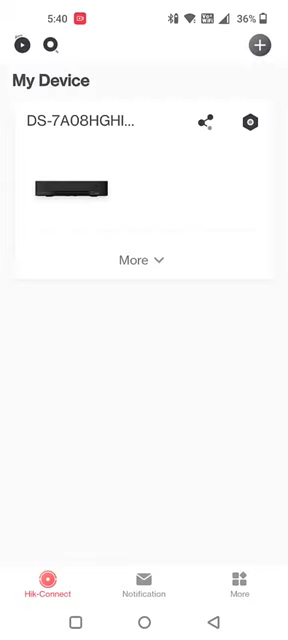 5:40 36%
My Device
DS-7A08HGHI...
More
Hik-Connect Notification More